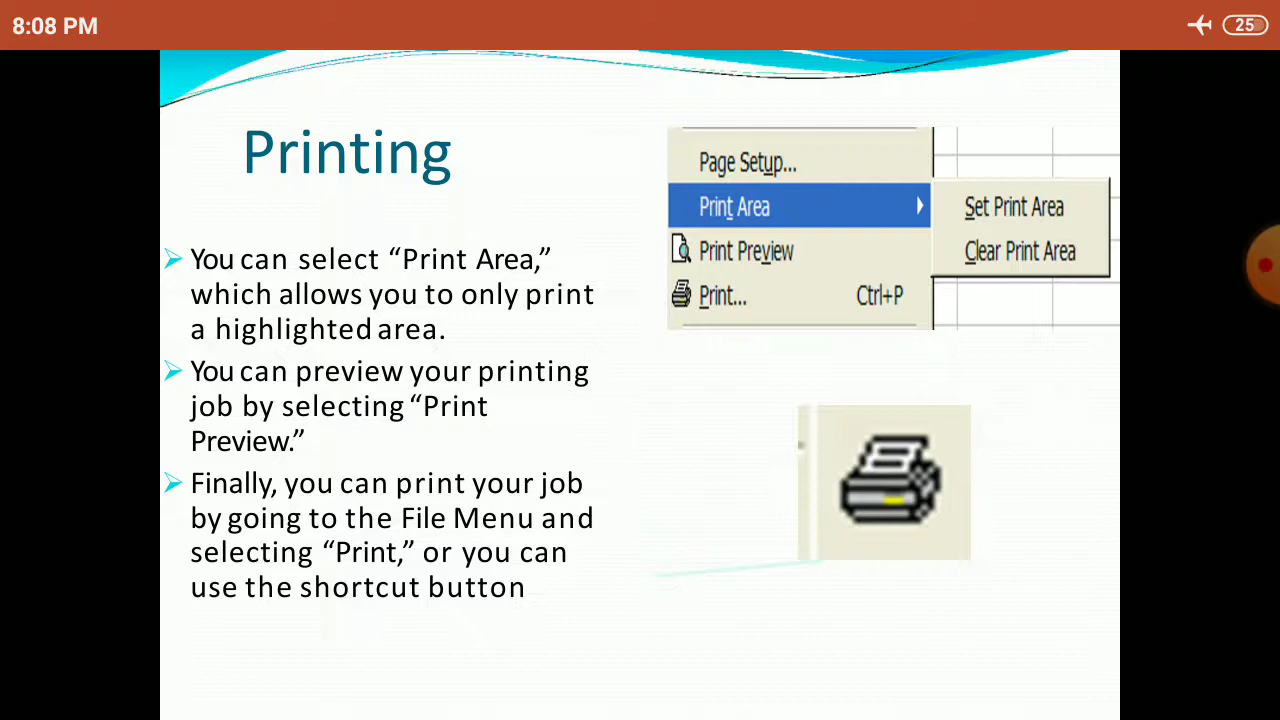 8:08 PM
25
Printing
Page Setup...
Print Area
Set Print Area
Print Preview
Clear Print Area
Print...
Ctrl+P
You can select “Print Area,”
which allows you to only print
a highlighted area.
You can preview your printing
job by selecting “Print
Preview.”
Finally, you can print your job
by going to the File Menu and
selecting “Print,” or you can
use the shortcut button